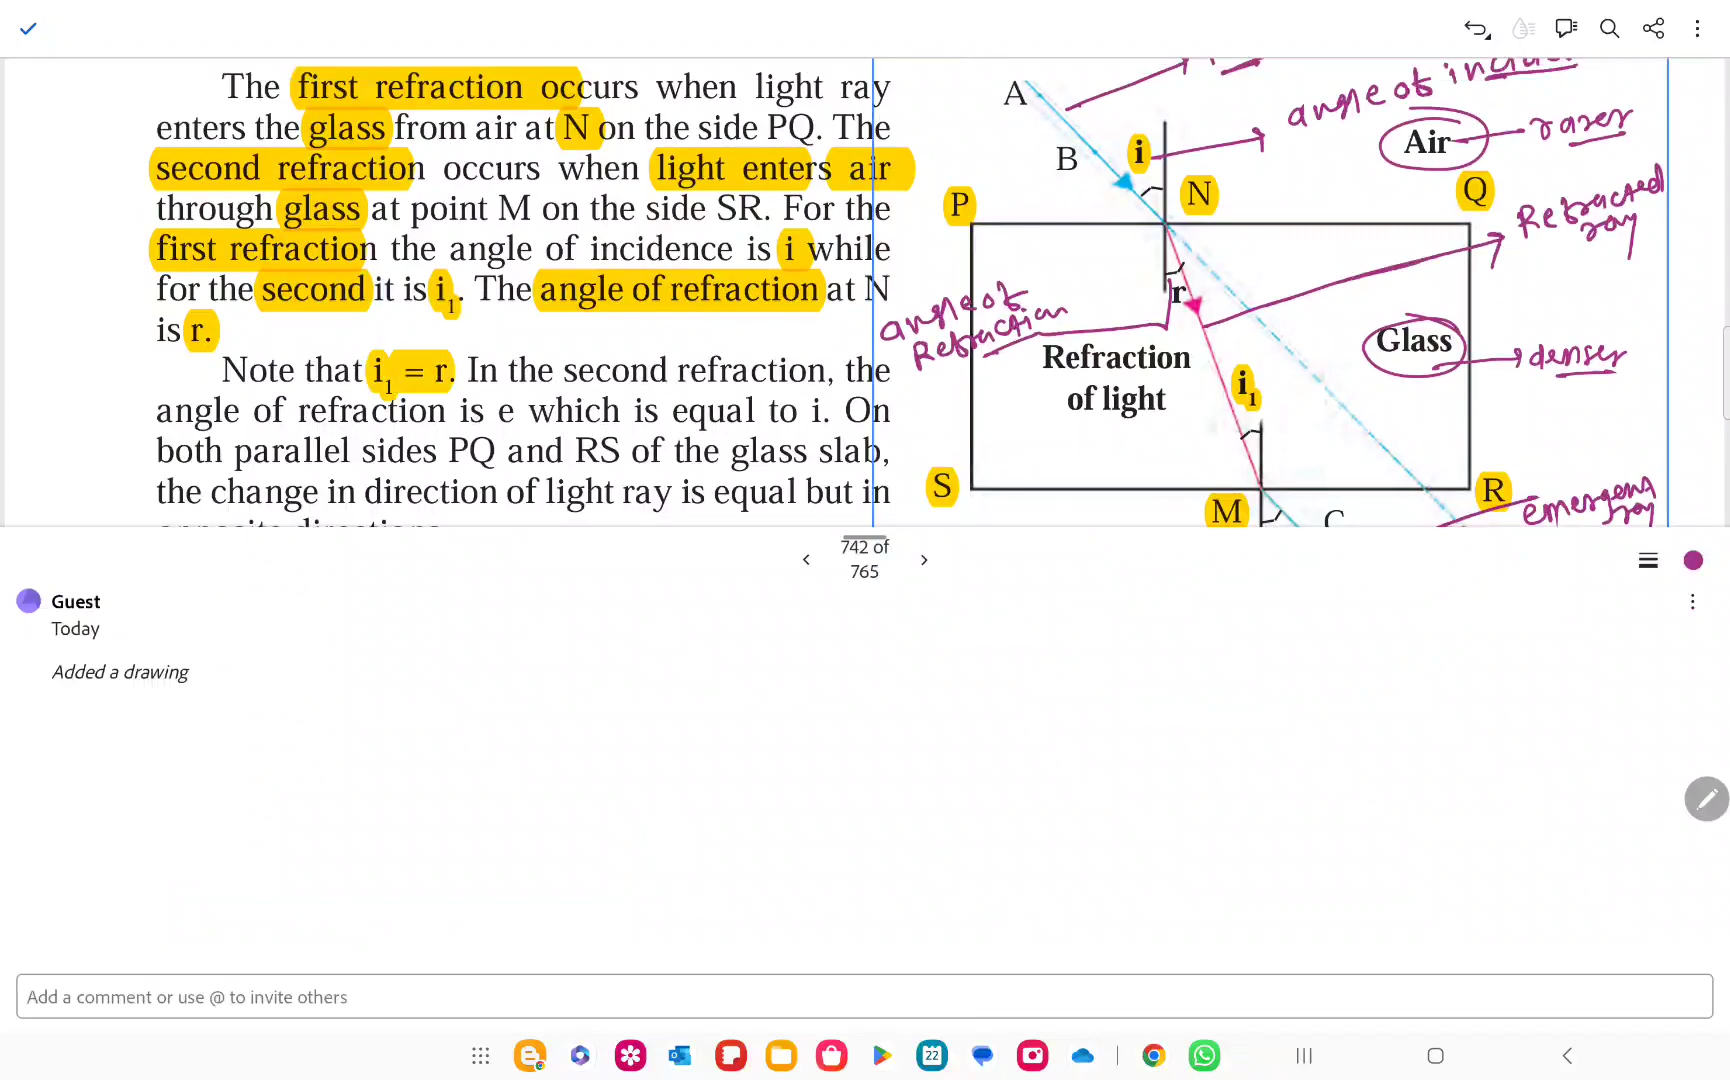 The first refraction occurs when light ray
enters the glass from air at N on the side PQ. The
second refraction occurs when light enters air
through glass at point M on the side SR. For the
first refraction the angle of incidence is i while
for the second it is i₁. The angle of refraction at N
is r.
Note that i₁ = r. In the second refraction, the
angle of refraction is e which is equal to i. On
both parallel sides PQ and RS of the glass slab,
the change in direction of light ray is equal but in
opposite directions.
A
angle of
B
i
Air
rarer
N
P
Q
Refracted
ray
r
angle of
Refraction
Refraction
of light
Glass
denser
i₁
S
R
M
C
emergent
ray
742 of
765
Guest
Today
Added a drawing
Add a comment or use @ to invite others
22